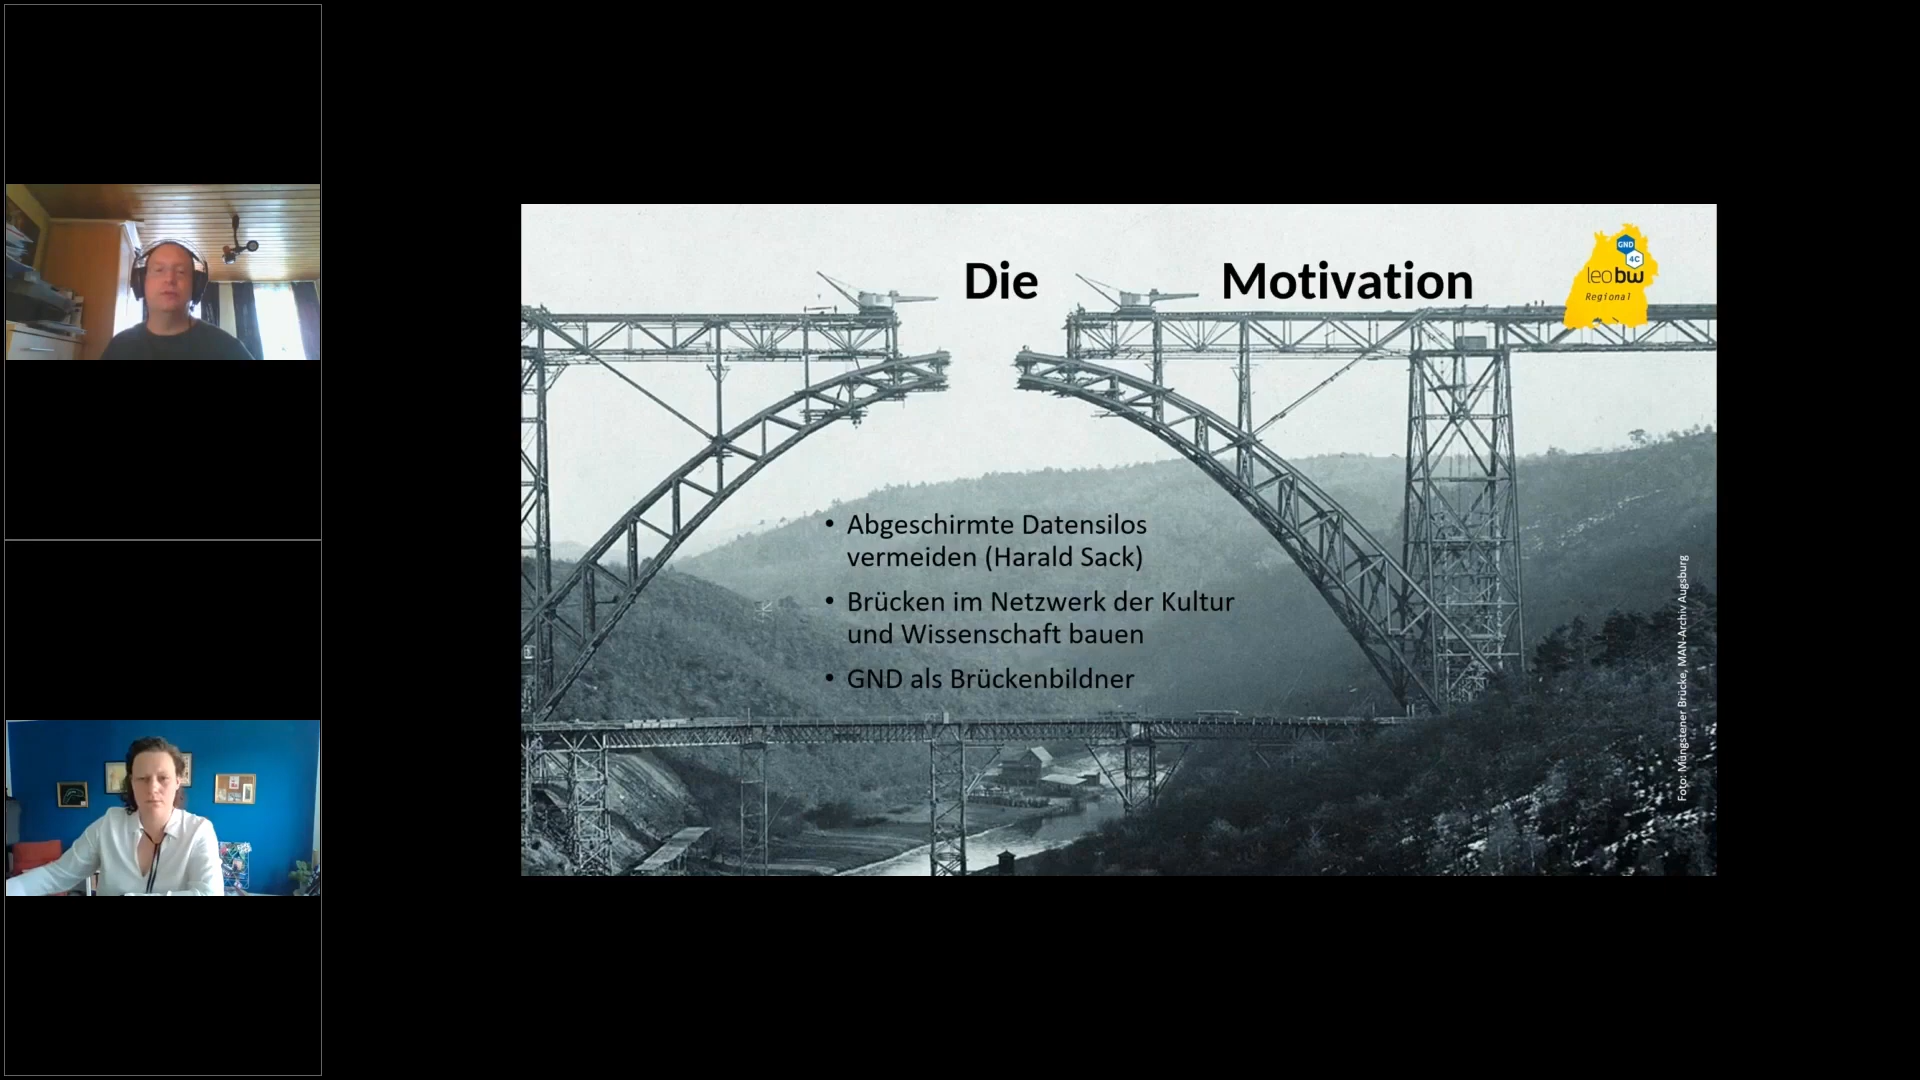 Die Motivation
GND
4C
leobw
Regional
• Abgeschirmte Datensilos
vermeiden (Harald Sack)
• Brücken im Netzwerk der Kultur
und Wissenschaft bauen
• GND als Brückenbildner
Foto: Müngstener Brücke, MAN-Archiv Augsburg